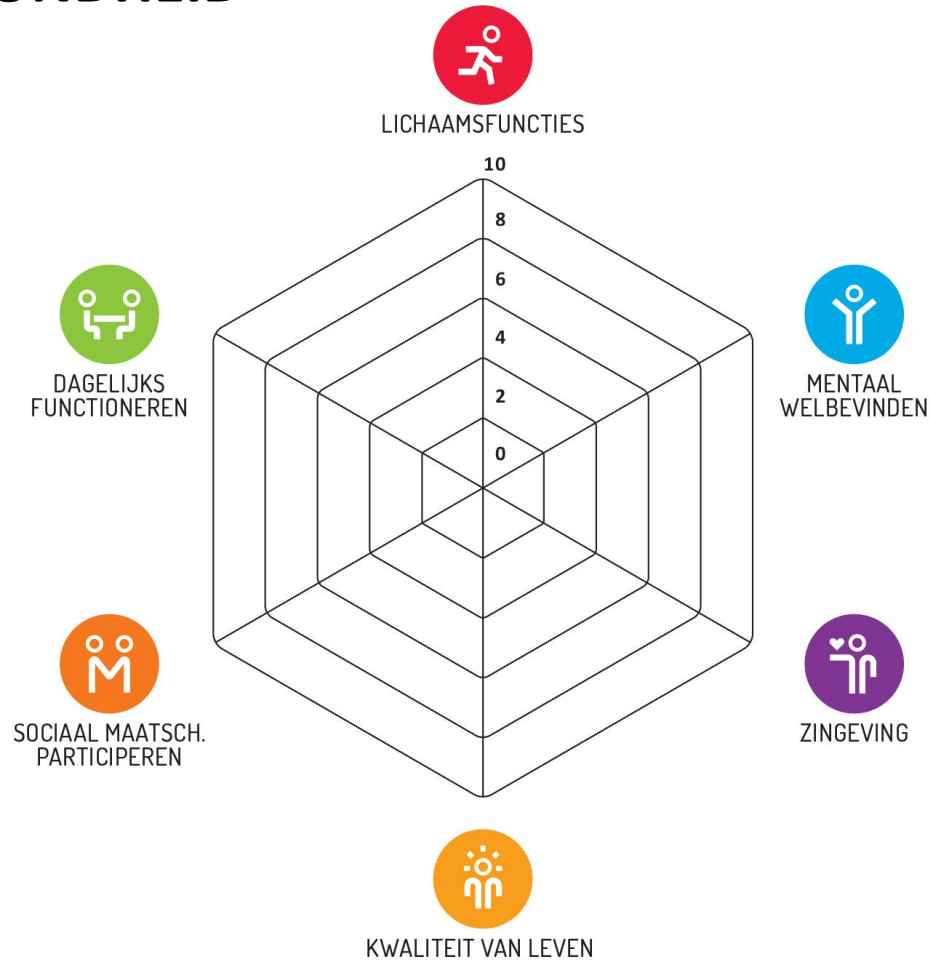 LICHAAMSFUNCTIES
10
8
6
4
2
0
DAGELIJKS
FUNCTIONEREN
MENTAAL
WELBEVINDEN
SOCIAAL MAATSCH.
PARTICIPEREN
ZINGEVING
KWALITEIT VAN LEVEN